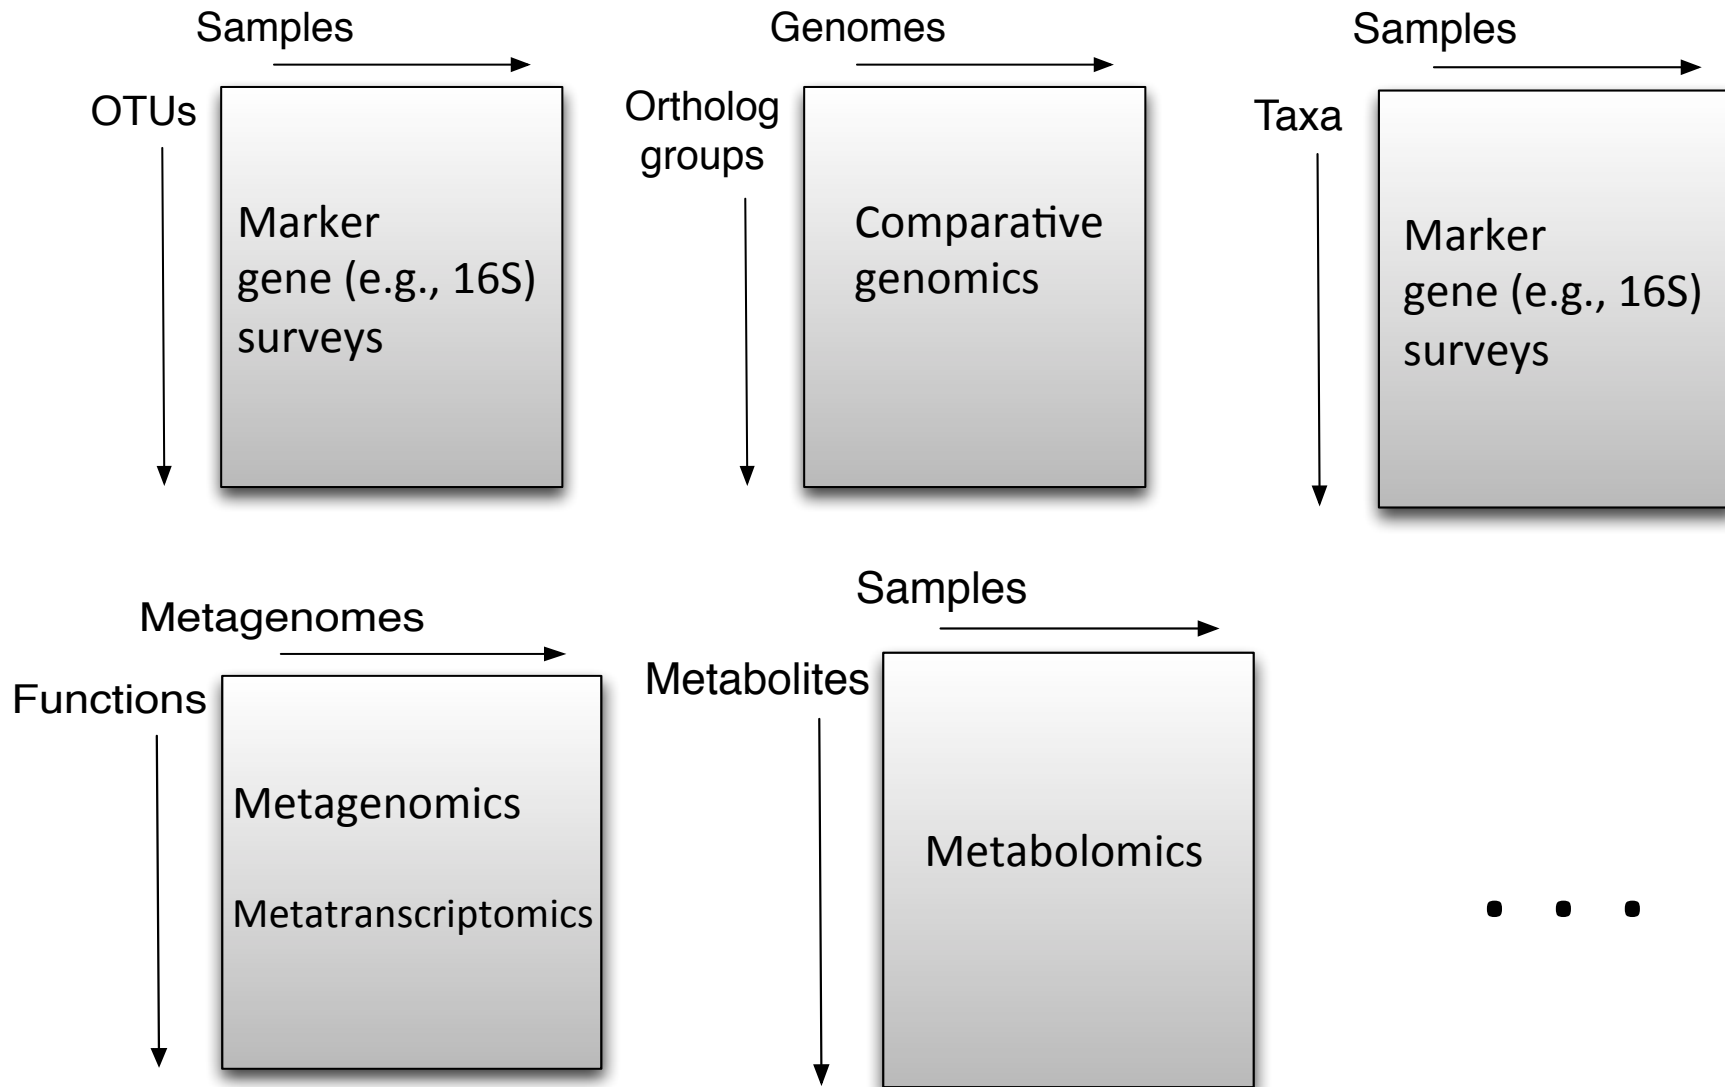 Samples
OTUs
Marker
gene (e.g., 16S)
surveys
Genomes
Ortholog
groups
Comparative
genomics
Samples
Taxa
Marker
gene (e.g., 16S)
surveys
Metagenomes
Functions
Metagenomics
Metatranscriptomics
Samples
Metabolites
Metabolomics
. . .